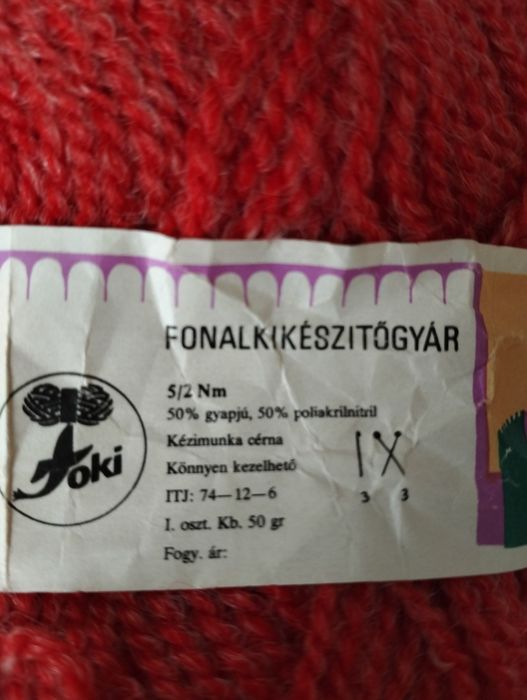 FONALKIKÉSZITŐGYÁR
5/2 Nm
50% gyapjú, 50% poliakrilnitril
Kézimunka cérna
Könnyen kezelhető
ITJ: 74—12—6
I. oszt. Kb. 50 gr
Fogy. ár:
3 3
Foki